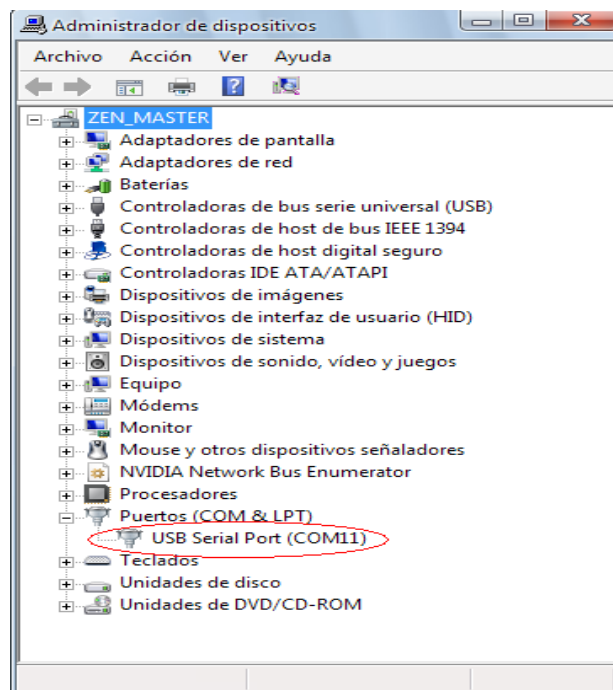 Administrador de dispositivos
Archivo Acción Ver Ayuda
ZEN_MASTER
Adaptadores de pantalla
Adaptadores de red
Baterías
Controladoras de bus serie universal (USB)
Controladoras de host de bus IEEE 1394
Controladoras de host digital seguro
Controladoras IDE ATA/ATAPI
Dispositivos de imágenes
Dispositivos de interfaz de usuario (HID)
Dispositivos de sistema
Dispositivos de sonido, vídeo y juegos
Equipo
Módems
Monitor
Mouse y otros dispositivos señaladores
NVIDIA Network Bus Enumerator
Procesadores
Puertos (COM & LPT)
USB Serial Port (COM11)
Teclados
Unidades de disco
Unidades de DVD/CD-ROM